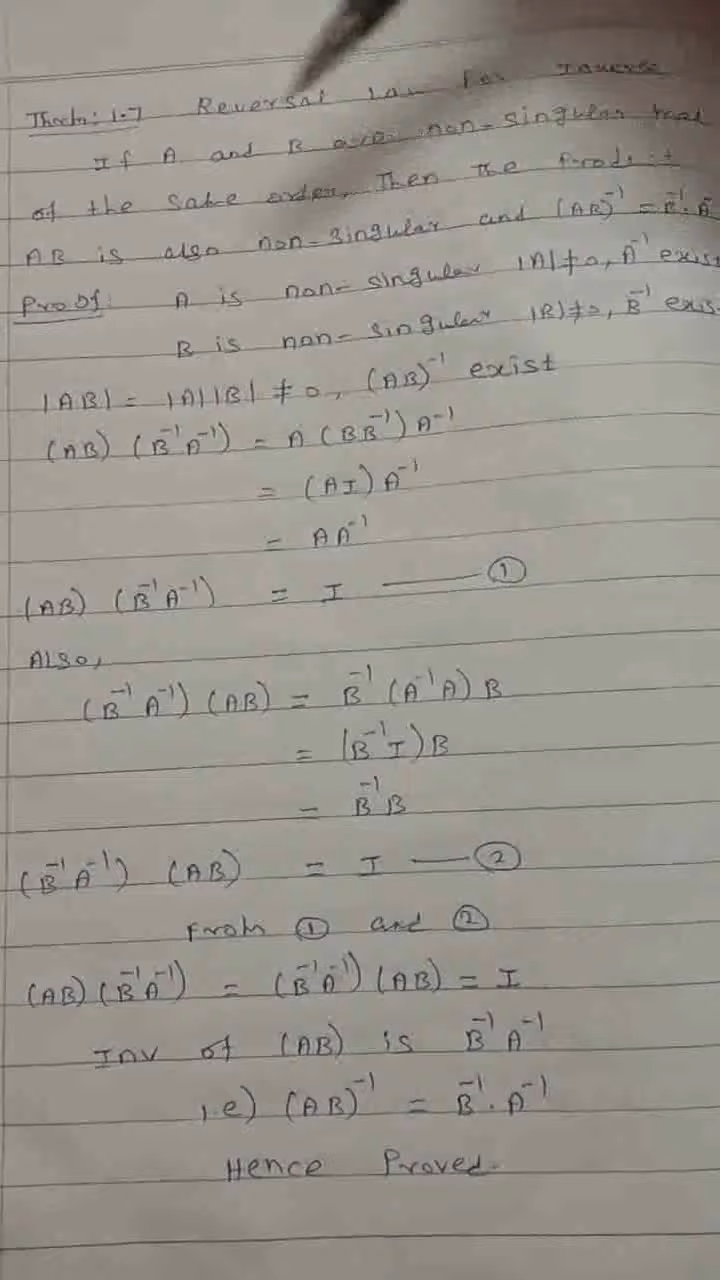 Theolm: 1.7 Reversal law for Inverse
If A and B are non-singular
of the same order, Then the product
AB is also non-singular and (AB)⁻¹ = B⁻¹.A
Proof: A is non-singular |A| ≠ 0, A⁻¹ exist
B is non-singular |B| ≠ 0, B⁻¹ exis
|AB| = |A||B| ≠ 0, (AB)⁻¹ exist
(AB) (B⁻¹A⁻¹) = A (BB⁻¹) A⁻¹
= (AI) A⁻¹
= AA⁻¹
(AB) (B⁻¹A⁻¹) = I —— ①
Also,
(B⁻¹A⁻¹) (AB) = B⁻¹ (A⁻¹A) B
= (B⁻¹I) B
= B⁻¹B
(B⁻¹A⁻¹) (AB) = I —— ②
From ① and ②
(AB) (B⁻¹A⁻¹) = (B⁻¹A⁻¹) (AB) = I
Inv of (AB) is B⁻¹A⁻¹
i.e) (AB)⁻¹ = B⁻¹.A⁻¹
Hence Proved.